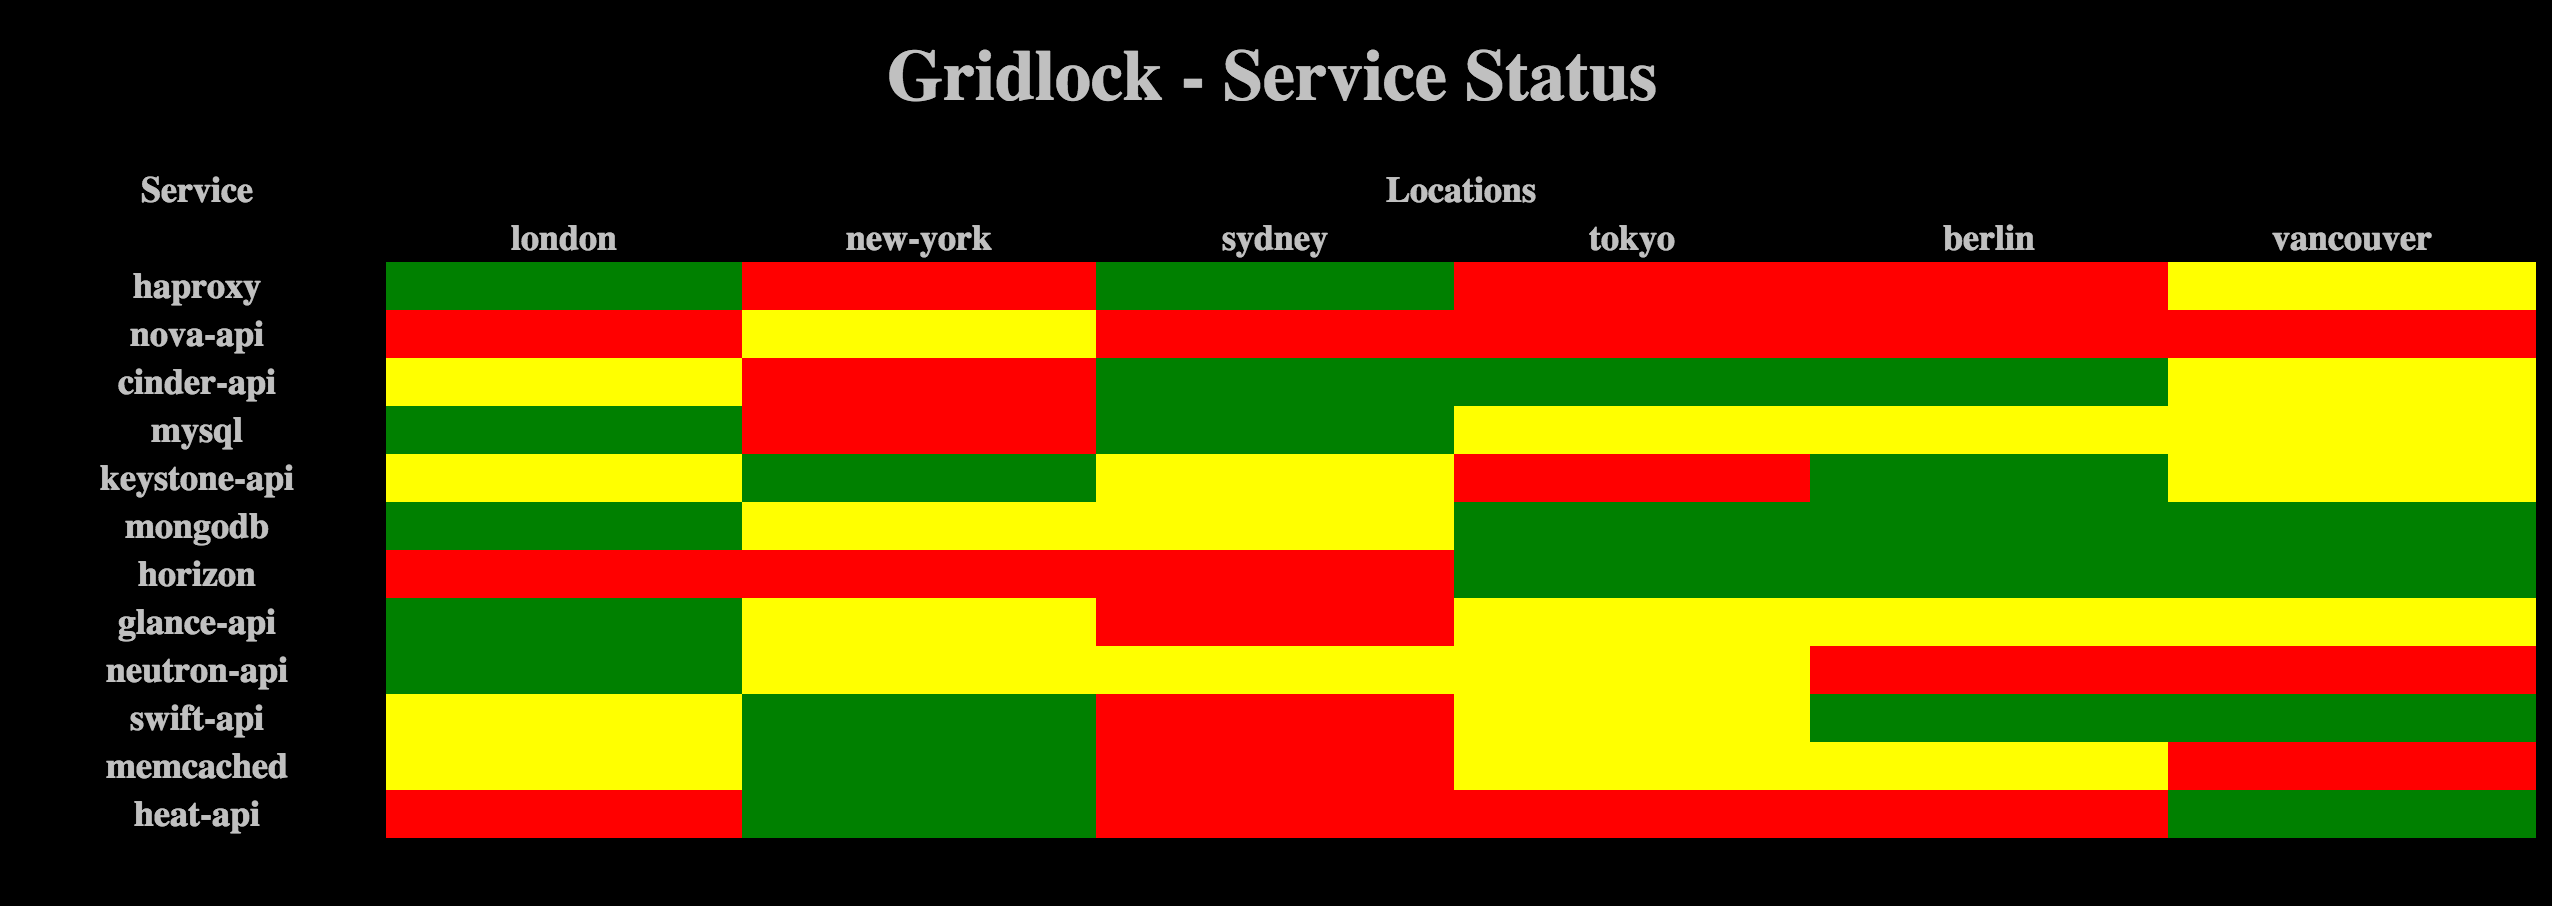 Gridlock - Service Status
Service Locations
london new-york sydney tokyo berlin vancouver
haproxy
nova-api
cinder-api
mysql
keystone-api
mongodb
horizon
glance-api
neutron-api
swift-api
memcached
heat-api